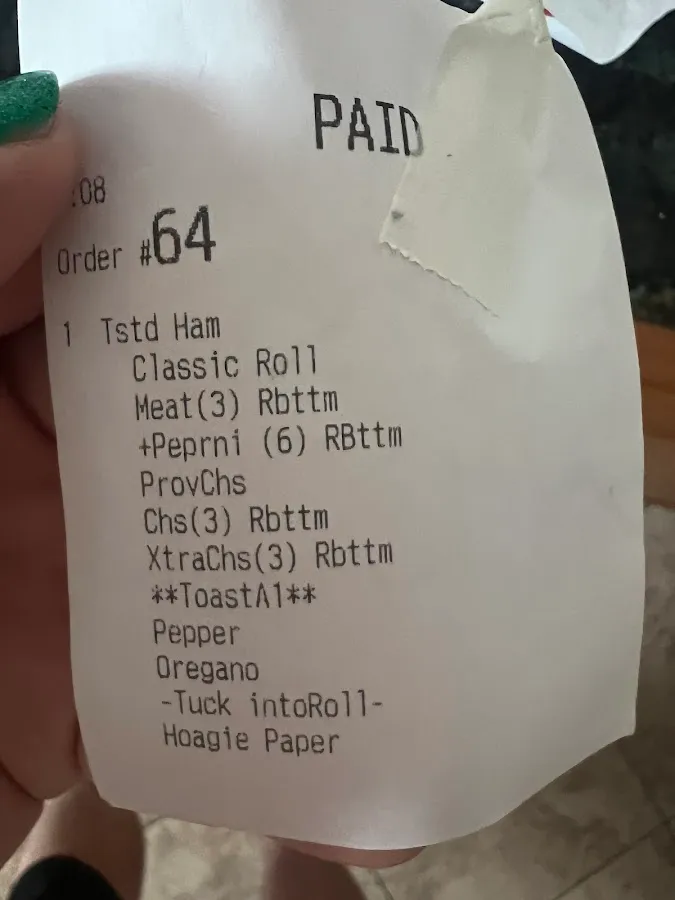 PAID
:08
Order #64
1 Tstd Ham
Classic Roll
Meat(3) Rbttm
+Peprni (6) RBttm
ProvChs
Chs(3) Rbttm
XtraChs(3) Rbttm
**ToastA1**
Pepper
Oregano
-Tuck intoRoll-
Hoagie Paper